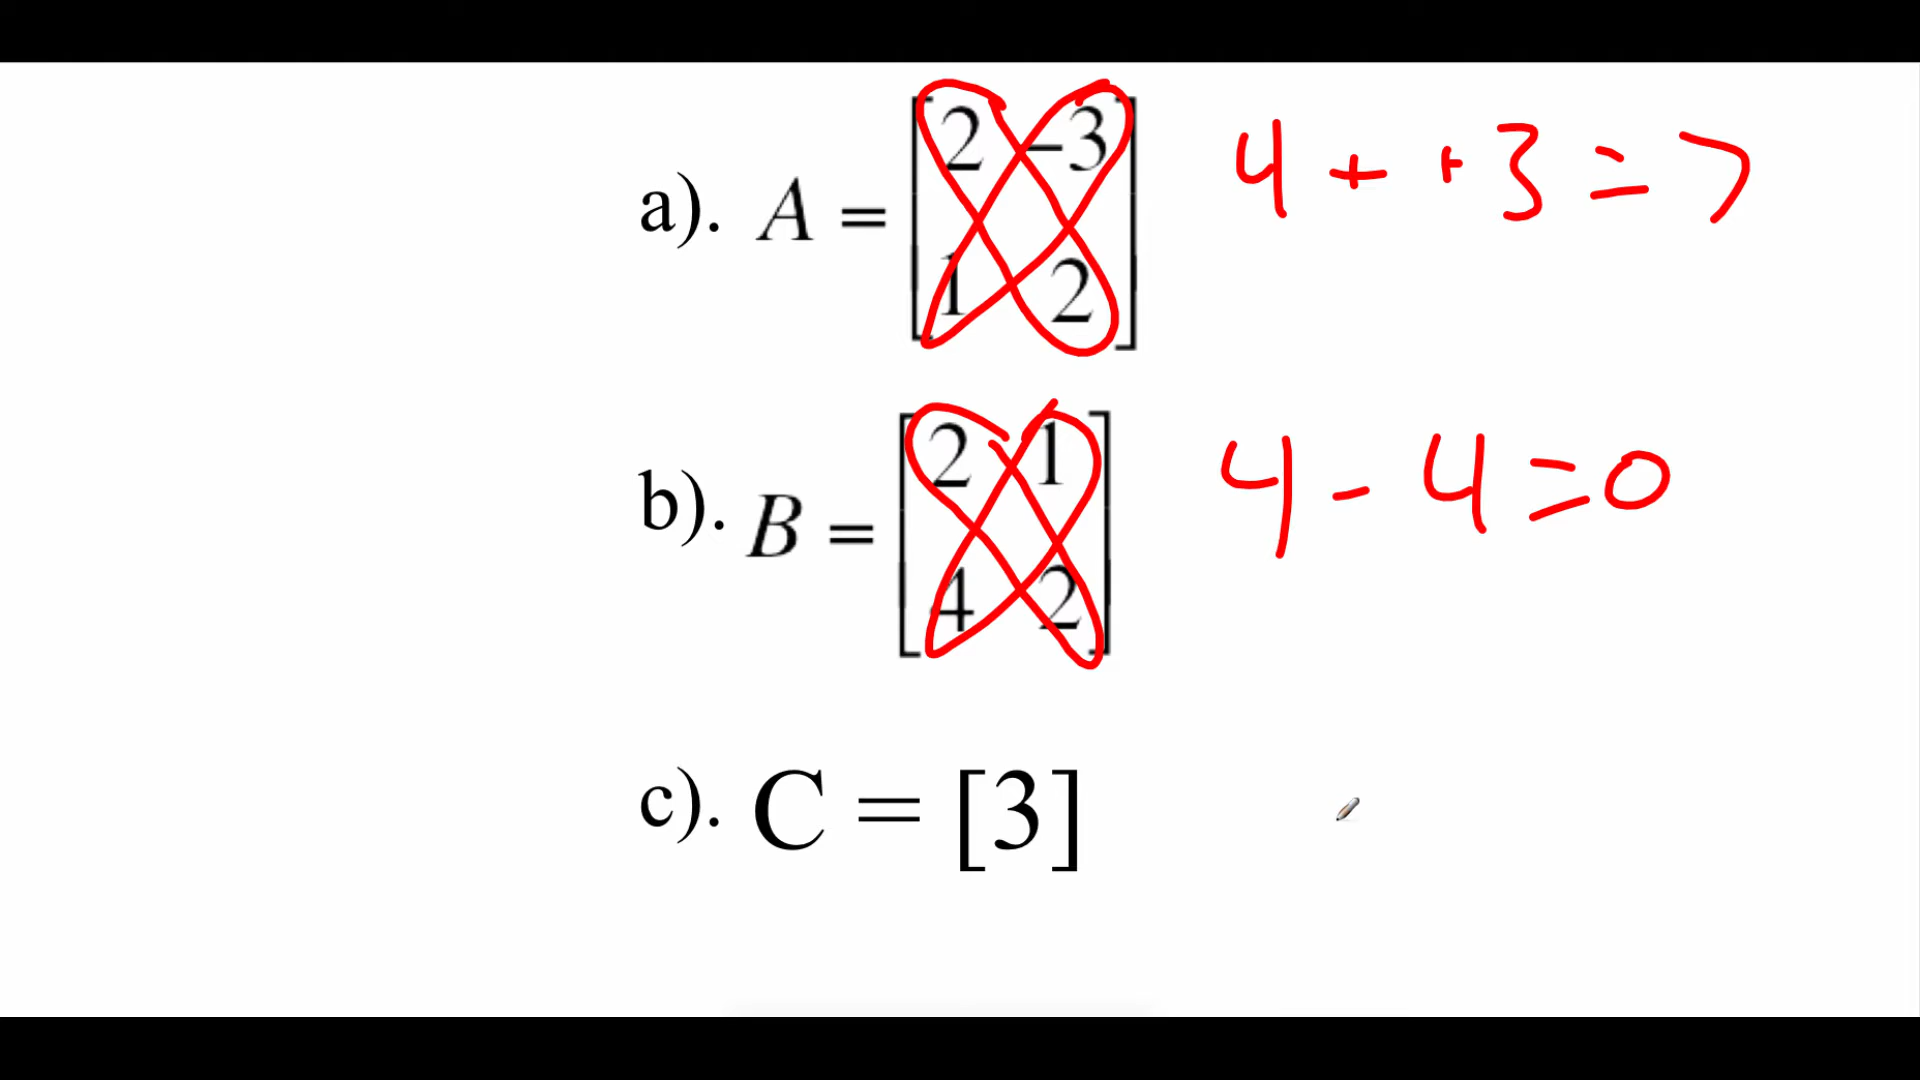 a). A = [2 -3
1 2] 4 + +3 = 7
b). B = [2 1
4 2] 4 - 4 = 0
c). C = [3]